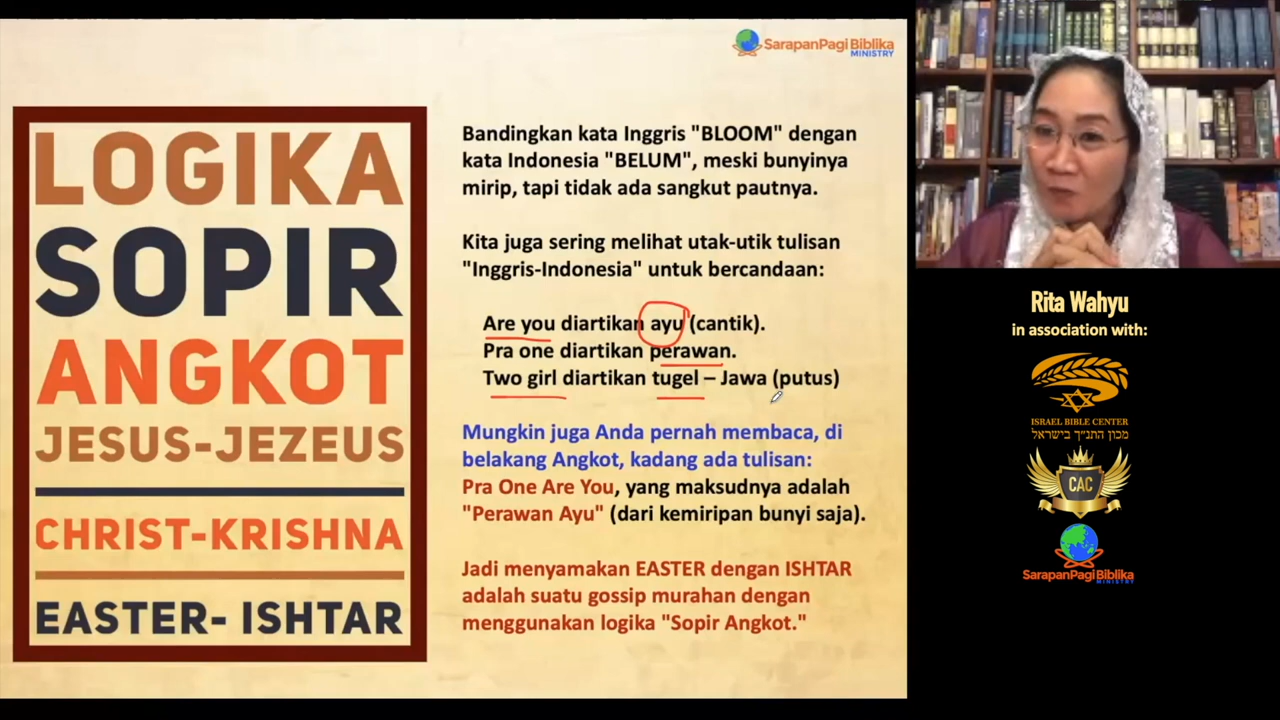 SarapanPagi Biblika
MINISTRY
LOGIKA
SOPIR
ANGKOT
JESUS-JEZEUS
CHRIST-KRISHNA
EASTER- ISHTAR
Bandingkan kata Inggris "BLOOM" dengan
kata Indonesia "BELUM", meski bunyinya
mirip, tapi tidak ada sangkut pautnya.
Kita juga sering melihat utak-utik tulisan
"Inggris-Indonesia" untuk bercandaan:
Are you diartikan ayu (cantik).
Pra one diartikan perawan.
Two girl diartikan tugel – Jawa (putus)
Mungkin juga Anda pernah membaca, di
belakang Angkot, kadang ada tulisan:
Pra One Are You, yang maksudnya adalah
"Perawan Ayu" (dari kemiripan bunyi saja).
Jadi menyamakan EASTER dengan ISHTAR
adalah suatu gossip murahan dengan
menggunakan logika "Sopir Angkot."
Rita Wahyu
in association with:
ISRAEL BIBLE CENTER
מכון התנ״ך בישראל
CAC
SarapanPagi Biblika
MINISTRY